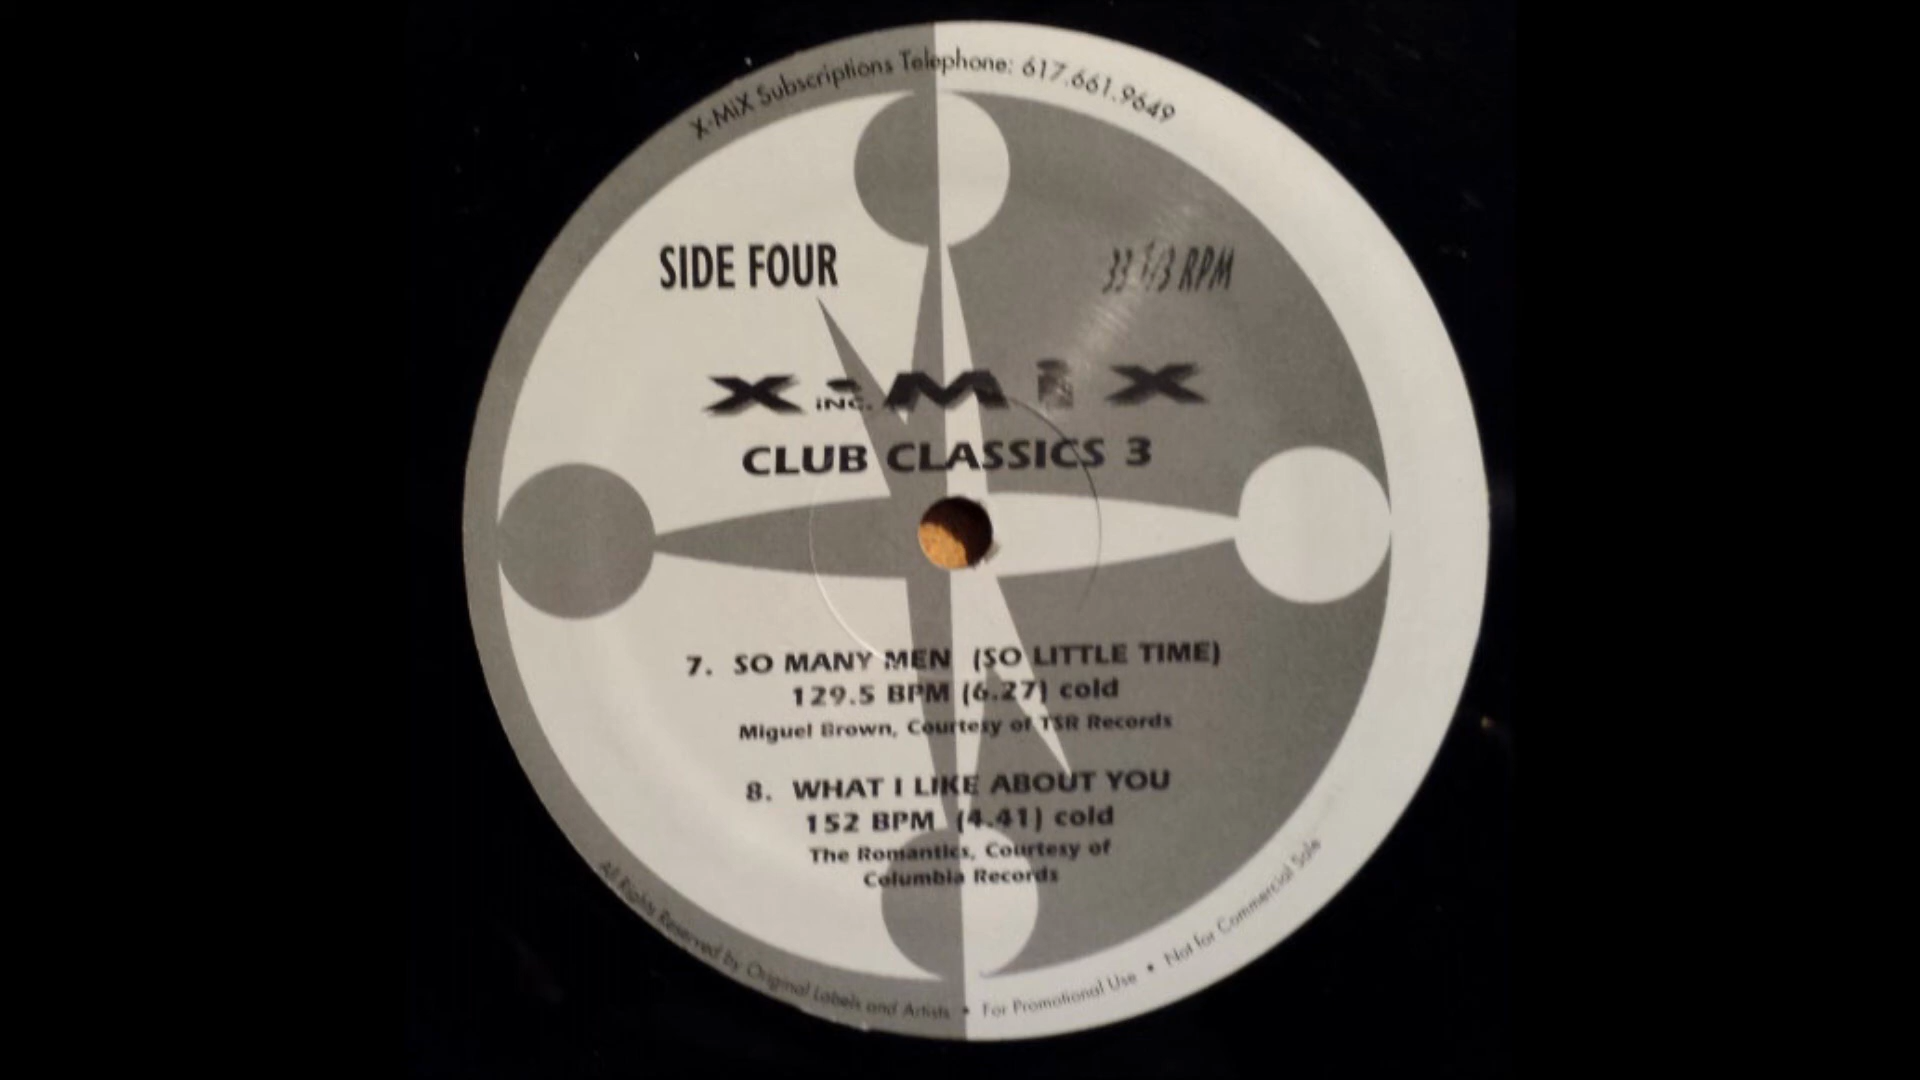 X-MiX Subscriptions Telephone: 617.661.9649
SIDE FOUR
33 1/3 RPM
X-MiX
iNC.
CLUB CLASSICS 3
7. SO MANY MEN (SO LITTLE TIME)
129.5 BPM (6.27) cold
Miguel Brown, Courtesy of TSR Records
8. WHAT I LIKE ABOUT YOU
152 BPM (4.41) cold
The Romantics, Courtesy of
Columbia Records
All Rights Reserved by Original Labels and Artists • For Promotional Use • Not for Commercial Sale